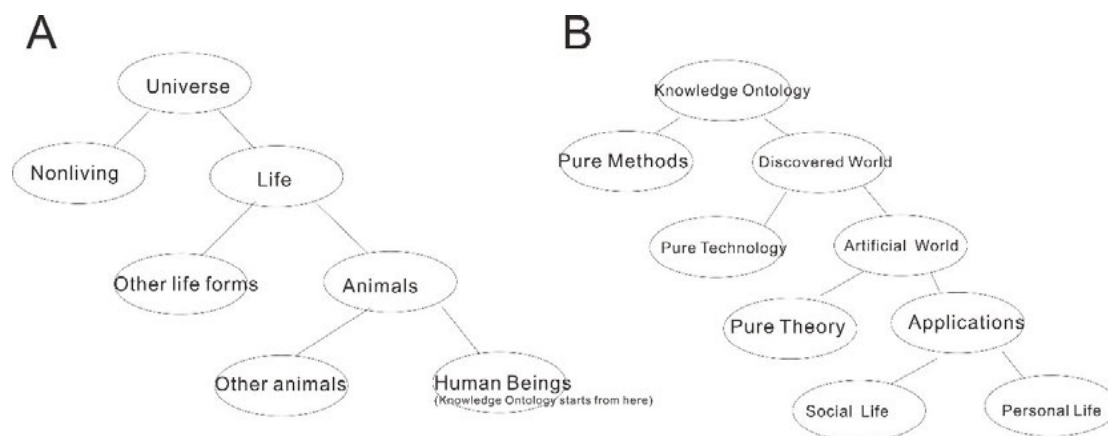 A
Universe
Nonliving
Life
Other life forms
Animals
Other animals
Human Beings
(Knowledge Ontology starts from here)
B
Knowledge Ontology
Pure Methods
Discovered World
Pure Technology
Artificial World
Pure Theory
Applications
Social Life
Personal Life